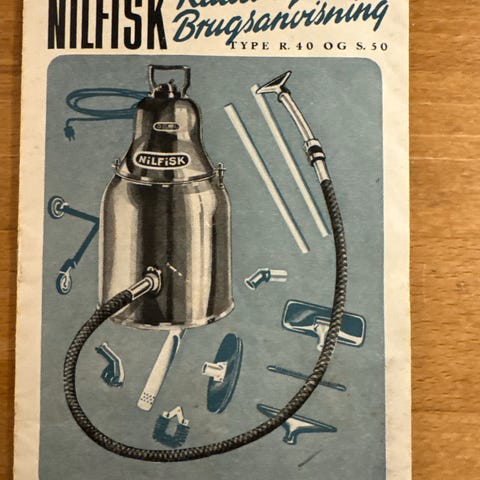 NILFISK
Brugsanvisning
TYPE R. 40 OG S. 50
NILFISK